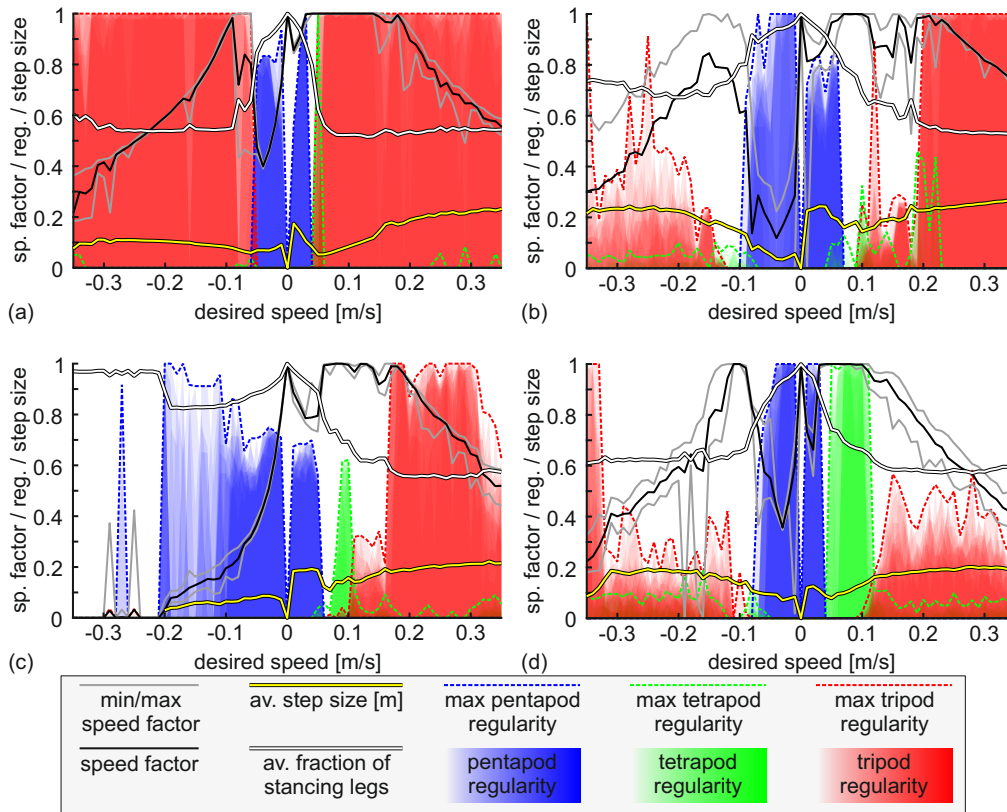 sp. factor / reg. / step size
1
0.8
0.6
0.4
0.2
0
-0.3 -0.2 -0.1 0 0.1 0.2 0.3
(a)
desired speed [m/s]
sp. factor / reg. / step size
1
0.8
0.6
0.4
0.2
0
-0.3 -0.2 -0.1 0 0.1 0.2 0.3
(b)
desired speed [m/s]
sp. factor / reg. / step size
1
0.8
0.6
0.4
0.2
0
-0.3 -0.2 -0.1 0 0.1 0.2 0.3
(c)
desired speed [m/s]
sp. factor / reg. / step size
1
0.8
0.6
0.4
0.2
0
-0.3 -0.2 -0.1 0 0.1 0.2 0.3
(d)
desired speed [m/s]
min/max
speed factor
av. step size [m]
max pentapod
regularity
max tetrapod
regularity
max tripod
regularity
speed factor
av. fraction of
stancing legs
pentapod
regularity
tetrapod
regularity
tripod
regularity